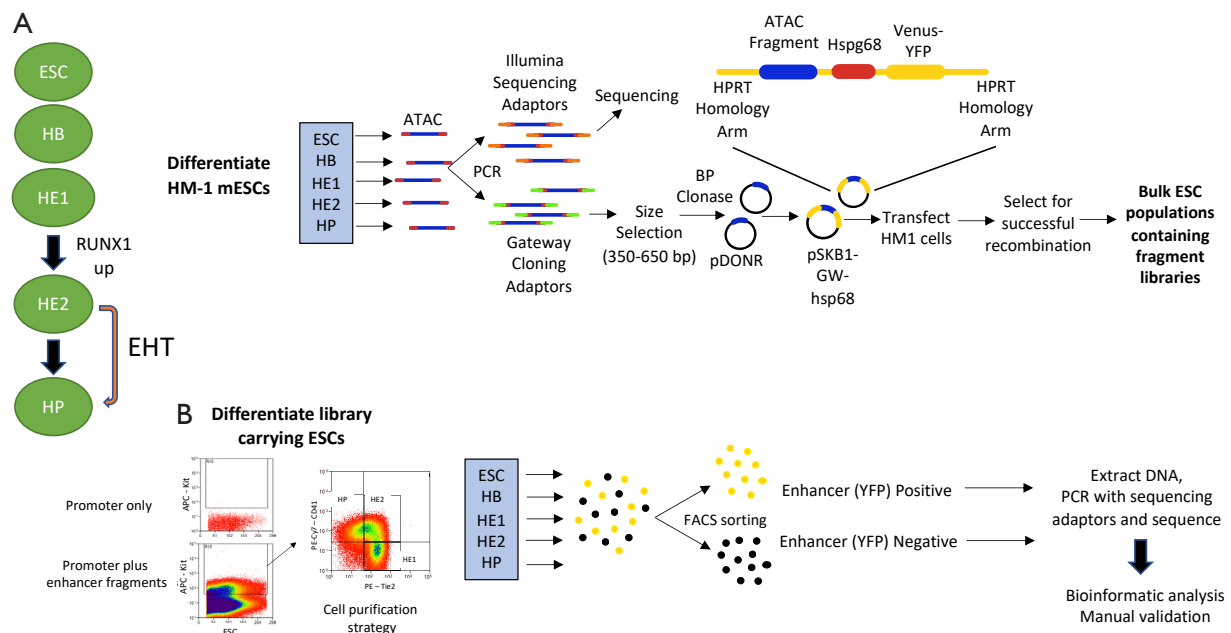 A
ESC
HB
HE1
RUNX1
up
HE2
EHT
HP
Differentiate
HM-1 mESCs
ESC
HB
HE1
HE2
HP
ATAC
PCR
Illumina
Sequencing
Adaptors
Sequencing
Gateway
Cloning
Adaptors
Size
Selection
(350-650 bp)
BP
Clonase
pDONR
ATAC
Fragment
Hspg68
Venus-
YFP
HPRT
Homology
Arm
HPRT
Homology
Arm
pSKB1-
GW-
hsp68
Transfect
HM1 cells
Select for
successful
recombination
Bulk ESC
populations
containing
fragment
libraries
B
Differentiate library
carrying ESCs
Promoter only
Promoter plus
enhancer fragments
APC - Kit
APC - Kit
ESC
HP
HE2
HE1
PE-Cy7 – CD41
PE – Tie2
Cell purification
strategy
ESC
HB
HE1
HE2
HP
FACS sorting
Enhancer (YFP) Positive
Enhancer (YFP) Negative
Extract DNA,
PCR with sequencing
adaptors and sequence
Bioinformatic analysis
Manual validation